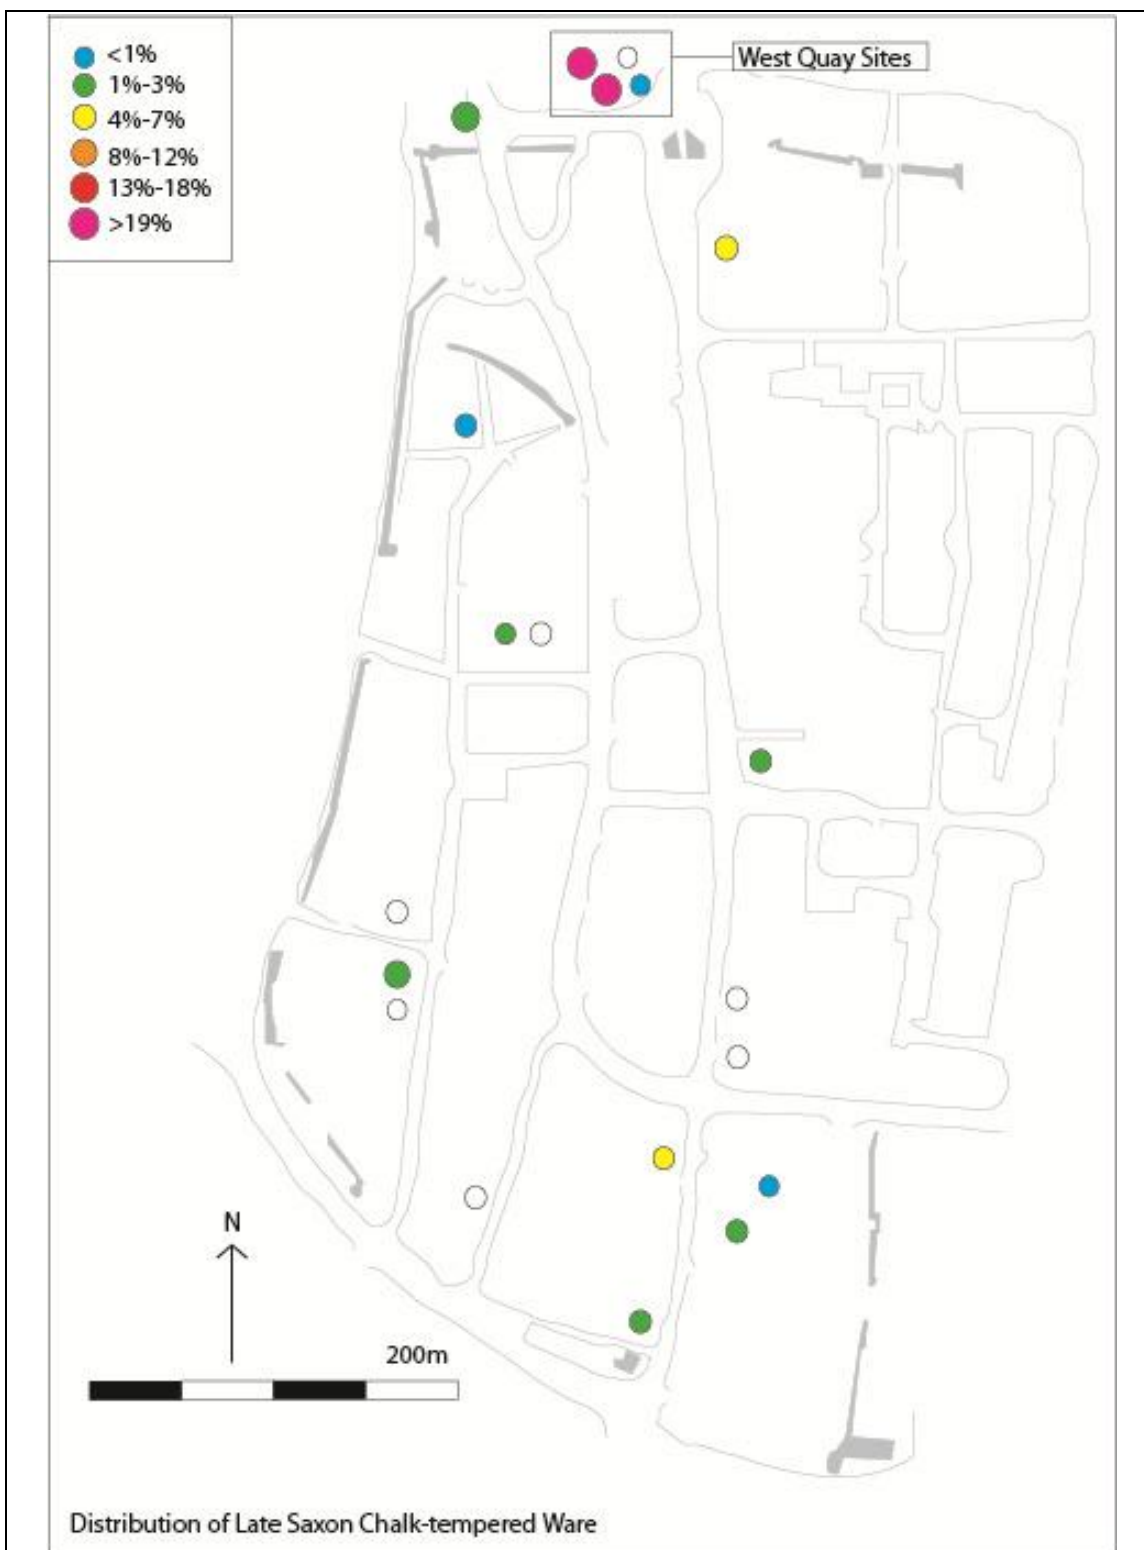 <1%
1%-3%
4%-7%
8%-12%
13%-18%
>19%
West Quay Sites
N
200m
Distribution of Late Saxon Chalk-tempered Ware